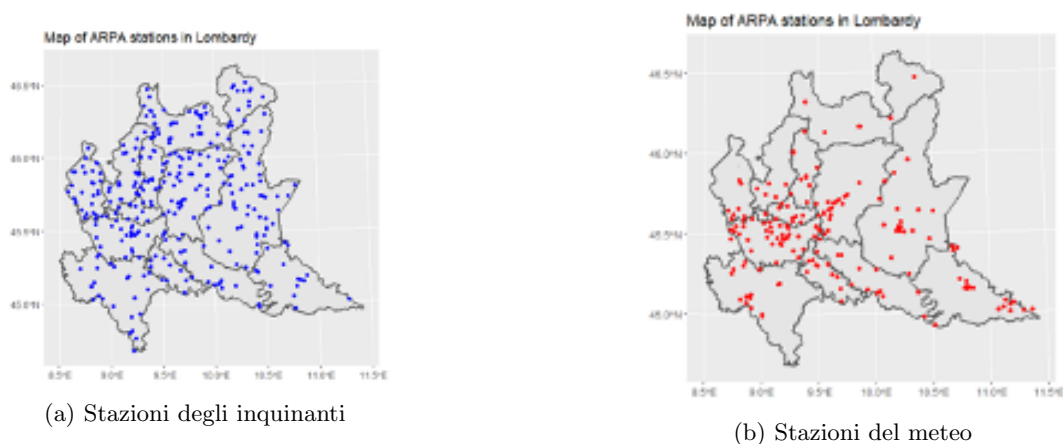 Map of ARPA stations in Lombardy
46.5°N
46.0°N
45.5°N
45.0°N
8.5°E 9.0°E 9.5°E 10.0°E 10.5°E 11.0°E 11.5°E
(a) Stazioni degli inquinanti
Map of ARPA stations in Lombardy
46.5°N
46.0°N
45.5°N
45.0°N
8.5°E 9.0°E 9.5°E 10.0°E 10.5°E 11.0°E 11.5°E
(b) Stazioni del meteo